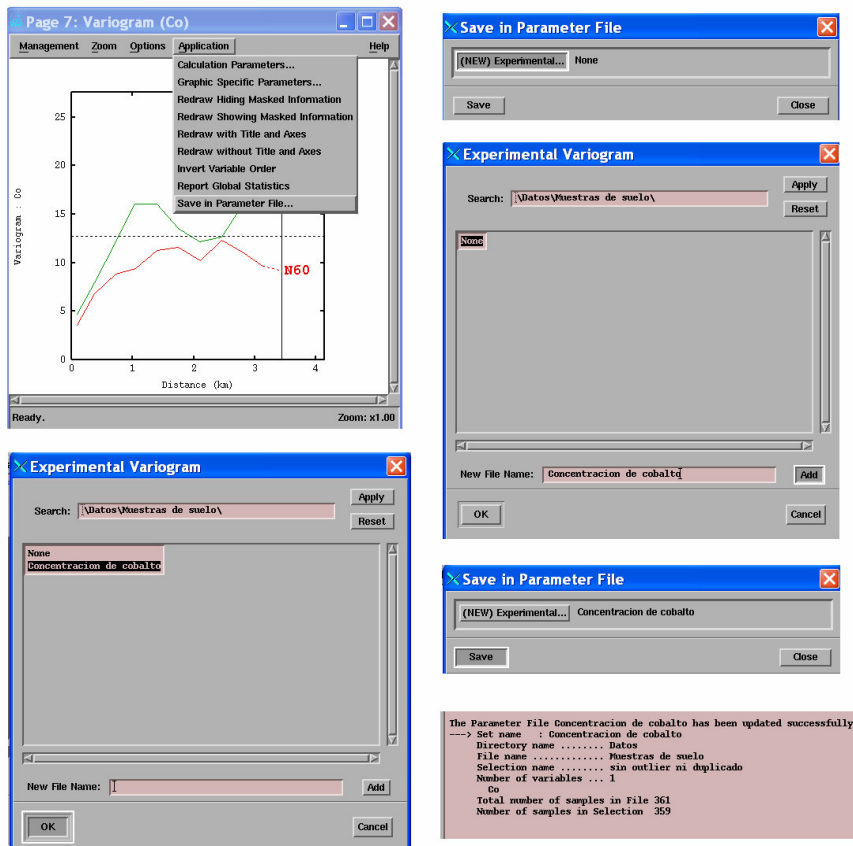 Page 7: Variogram (Co)
Management Zoom Options Application Help
Calculation Parameters...
Graphic Specific Parameters...
Redraw Hiding Masked Information
Redraw Showing Masked Information
Redraw with Title and Axes
Redraw without Title and Axes
Invert Variable Order
Report Global Statistics
Save in Parameter File...
25
20
15
10
5
0
Variogram : Co
N60
0 1 2 3 4
Distance (km)
Ready. Zoom: x1.00
Save in Parameter File
(NEW) Experimental... None
Save Close
Experimental Variogram
Search: \Datos\Muestras de suelo\
Apply
Reset
None
New File Name: Concentracion de cobalto Add
OK Cancel
Experimental Variogram
Search: \Datos\Muestras de suelo\
Apply
Reset
None
Concentracion de cobalto
New File Name: Add
OK Cancel
Save in Parameter File
(NEW) Experimental... Concentracion de cobalto
Save Close
The Parameter File Concentracion de cobalto has been updated successfully
---> Set name : Concentracion de cobalto
Directory name ........ Datos
File name ............ Muestras de suelo
Selection name ........ sin outlier ni duplicado
Number of variables ... 1
Co
Total number of samples in File 361
Number of samples in Selection 359